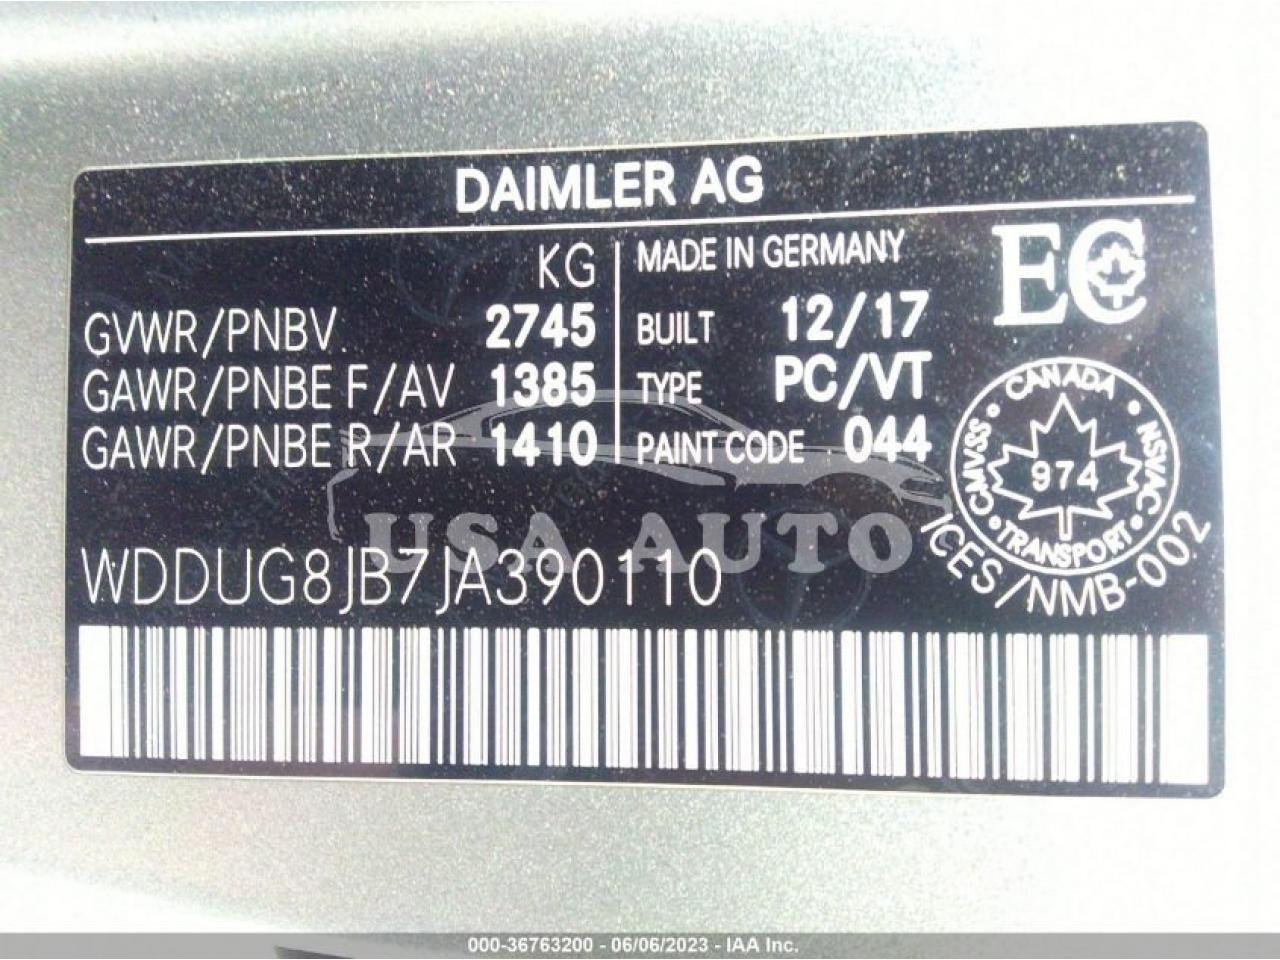 DAIMLER AG
KG
GVWR/PNBV. 2745
GAWR/PNBE F/AV 1385
GAWR/PNBE R/AR 1410
MADE IN GERMANY
BUILT 12/17
TYPE PC/VT
PAINT CODE 044
EC
CANADA
NSVAC
TRANSPORT
CMVSS
974
ICES/NMB-002
USA AUTO
WDDUG8JB7JA390110
000-36763200 - 06/06/2023 - IAA Inc.